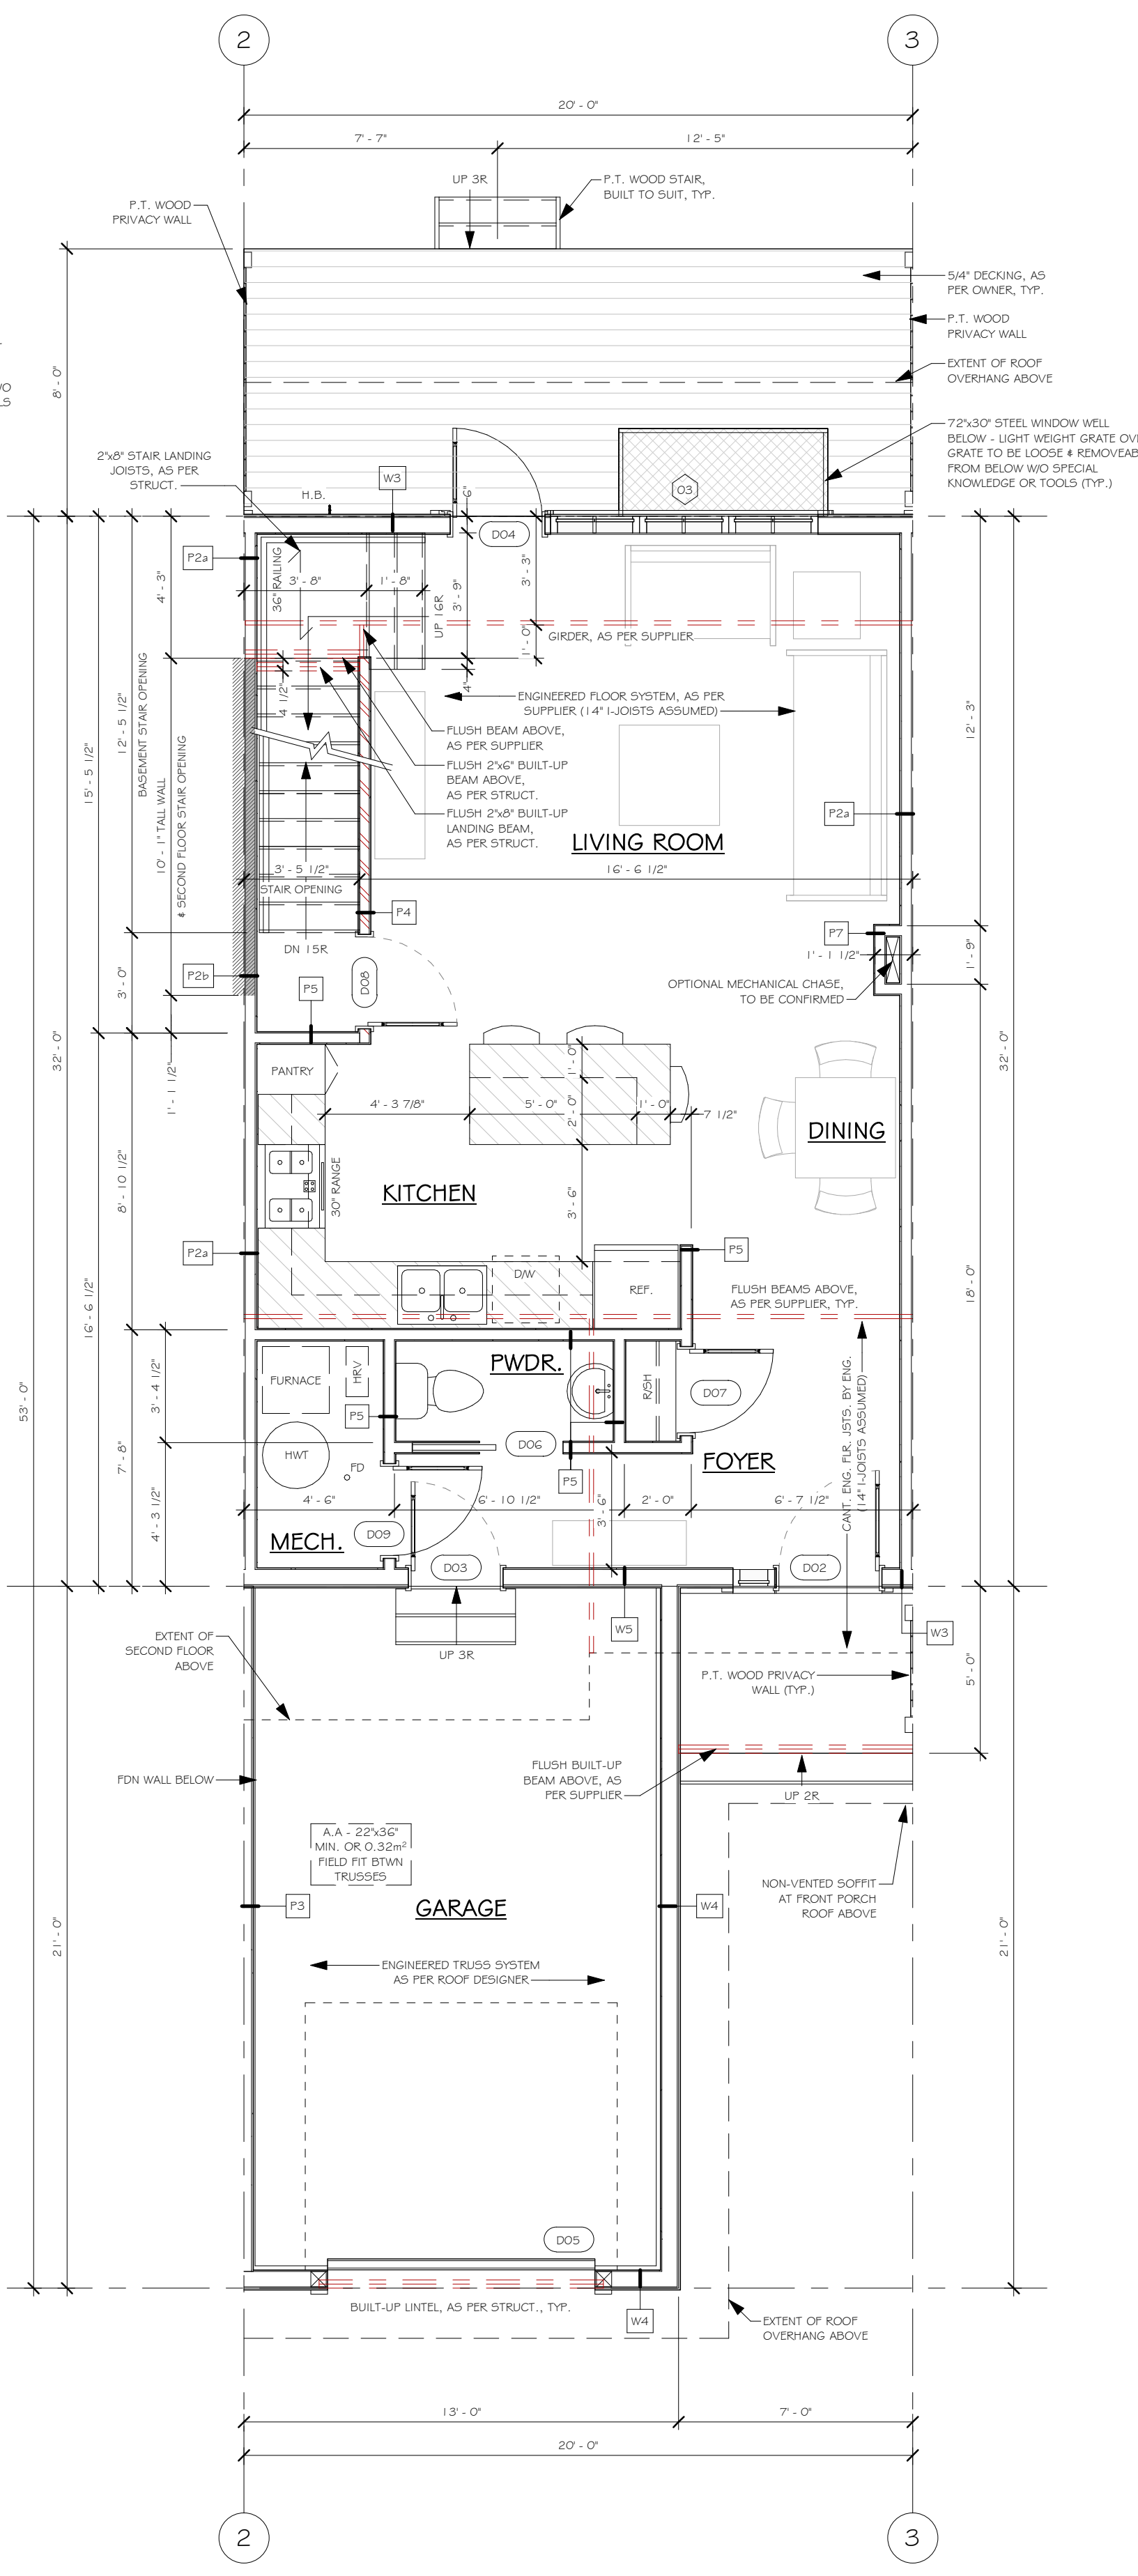 2
3
20' - 0"
7' - 7"
12' - 5"
UP 3R
P.T. WOOD STAIR,
BUILT TO SUIT, TYP.
P.T. WOOD
PRIVACY WALL
5/4" DECKING, AS
PER OWNER, TYP.
P.T. WOOD
PRIVACY WALL
EXTENT OF ROOF
OVERHANG ABOVE
8' - 0"
72"x30" STEEL WINDOW WELL
BELOW - LIGHT WEIGHT GRATE
GRATE TO BE LOOSE & REMOVEAB
FROM BELOW W/O SPECIAL
KNOWLEDGE OR TOOLS (TYP.)
2"x8" STAIR LANDING
JOISTS, AS PER
STRUCT.
W3
H.B.
03
6"
D04
P2a
36" RAILING
3' - 8"
1' - 8"
UP 16R
3' - 9"
3' - 3"
1' - 0"
4' - 3"
GIRDER, AS PER SUPPLIER
4 1/2"
4"
ENGINEERED FLOOR SYSTEM, AS PER
SUPPLIER (14" I-JOISTS ASSUMED)
FLUSH BEAM ABOVE,
AS PER SUPPLIER
FLUSH 2"x6" BUILT-UP
BEAM ABOVE,
AS PER STRUCT.
FLUSH 2"x8" BUILT-UP
LANDING BEAM,
AS PER STRUCT.
12' - 5 1/2"
BASEMENT STAIR OPENING
15' - 5 1/2"
10' - 1" TALL WALL
& SECOND FLOOR STAIR OPENING
12' - 3"
LIVING ROOM
P2a
3' - 5 1/2"
STAIR OPENING
16' - 6 1/2"
P4
P7
DN 15R
1' - 1 1/2"
1' - 9"
P2b
D08
P5
OPTIONAL MECHANICAL CHASE,
TO BE CONFIRMED
3' - 0"
32' - 0"
32' - 0"
1' - 1 1/2"
PANTRY
1' - 0"
4' - 3 7/8"
5' - 0"
1' - 0"
7 1/2"
2' - 0"
DINING
30" RANGE
KITCHEN
3' - 6"
8' - 10 1/2"
P2a
P5
D/W
REF.
FLUSH BEAMS ABOVE,
AS PER SUPPLIER, TYP.
16' - 6 1/2"
18' - 0"
53' - 0"
3' - 4 1/2"
7' - 8"
4' - 3 1/2"
FURNACE
HRV
PWDR.
R/SH
D07
P5
HWT
FD
D06
P5
FOYER
CANT. ENG. FLR. JSTS. BY ENG.
(14" I-JOISTS ASSUMED)
4' - 6"
6' - 10 1/2"
3' - 6"
2' - 0"
6' - 7 1/2"
MECH.
D09
D03
D02
W5
W3
UP 3R
EXTENT OF
SECOND FLOOR
ABOVE
P.T. WOOD PRIVACY
WALL (TYP.)
5' - 0"
FDN WALL BELOW
FLUSH BUILT-UP
BEAM ABOVE, AS
PER SUPPLIER
UP 2R
A.A - 22"x36"
MIN. OR 0.32m²
FIELD FIT BTWN
TRUSSES
NON-VENTED SOFFIT
AT FRONT PORCH
ROOF ABOVE
P3
GARAGE
W4
21' - 0"
21' - 0"
ENGINEERED TRUSS SYSTEM
AS PER ROOF DESIGNER
D05
BUILT-UP LINTEL, AS PER STRUCT., TYP.
W4
EXTENT OF ROOF
OVERHANG ABOVE
13' - 0"
7' - 0"
20' - 0"
2
3